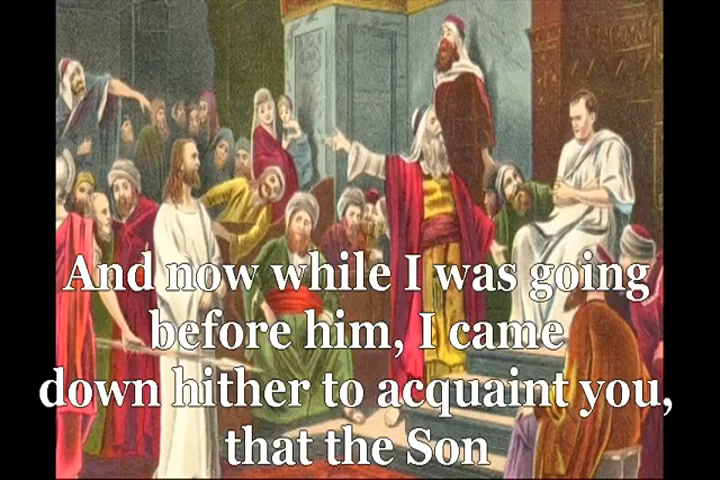 And now while I was going
before him, I came
down hither to acquaint you,
that the Son